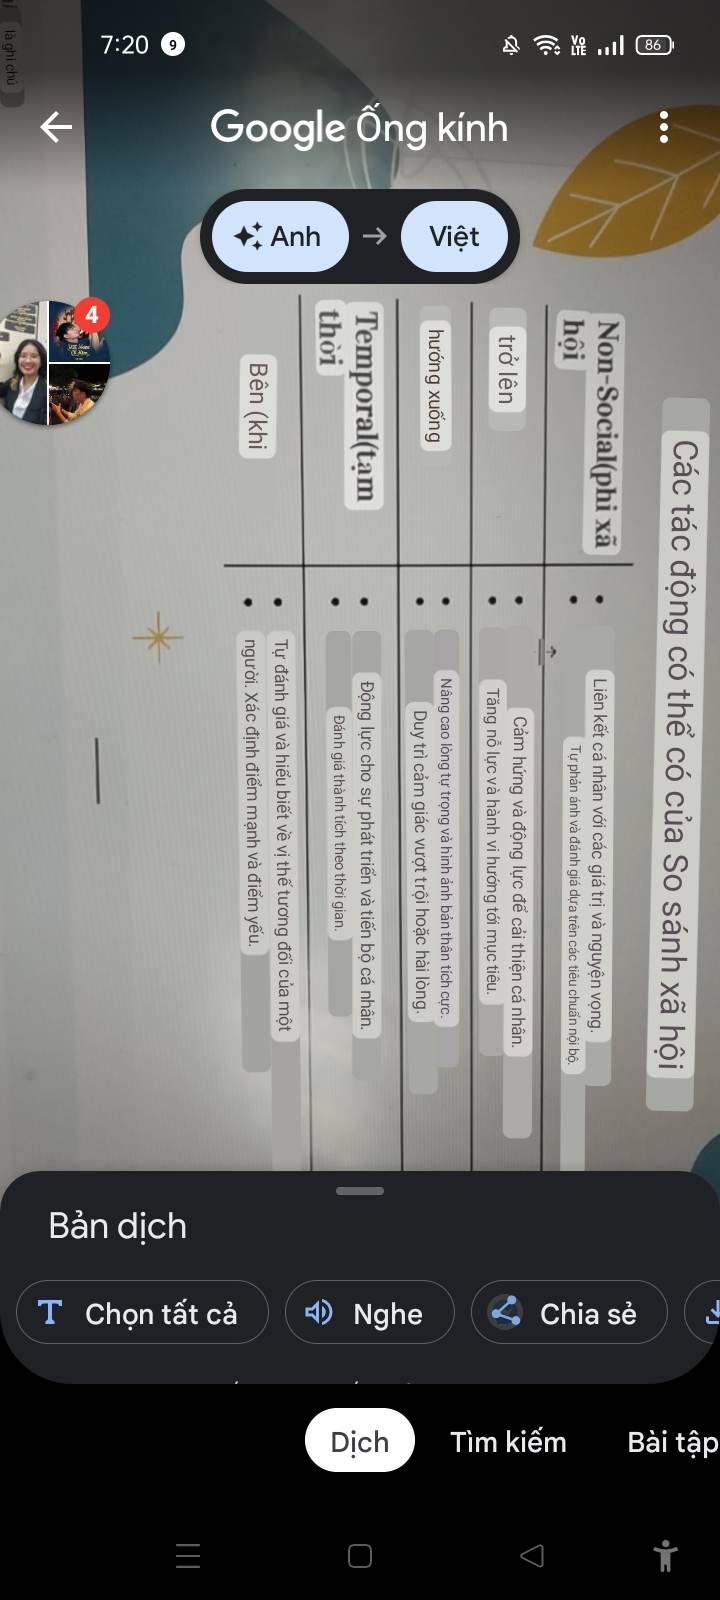 7:20 9
VO LTE 86
Google Ống kính
Anh → Việt
Các tác động có thể có của So sánh xã hội
Non-Social(phi xã
hội
Liên kết cá nhân với các giá trị và nguyện vọng.
Tự phản ánh và đánh giá dựa trên các tiêu chuẩn nội bộ.
trở lên
Cảm hứng và động lực để cải thiện cá nhân.
Tăng nỗ lực và hành vi hướng tới mục tiêu.
hướng xuống
Nâng cao lòng tự trọng và hình ảnh bản thân tích cực.
Duy trì cảm giác vượt trội hoặc hài lòng.
Temporal(tạm
thời
Động lực cho sự phát triển và tiến bộ cá nhân.
Đánh giá thành tích theo thời gian.
Bên (khi
Tự đánh giá và hiểu biết về vị thế tương đối của một
người. Xác định điểm mạnh và điểm yếu.
4
là ghi chú
Bản dịch
T Chọn tất cả
Nghe
Chia sẻ
Dịch
Tìm kiếm
Bài tập